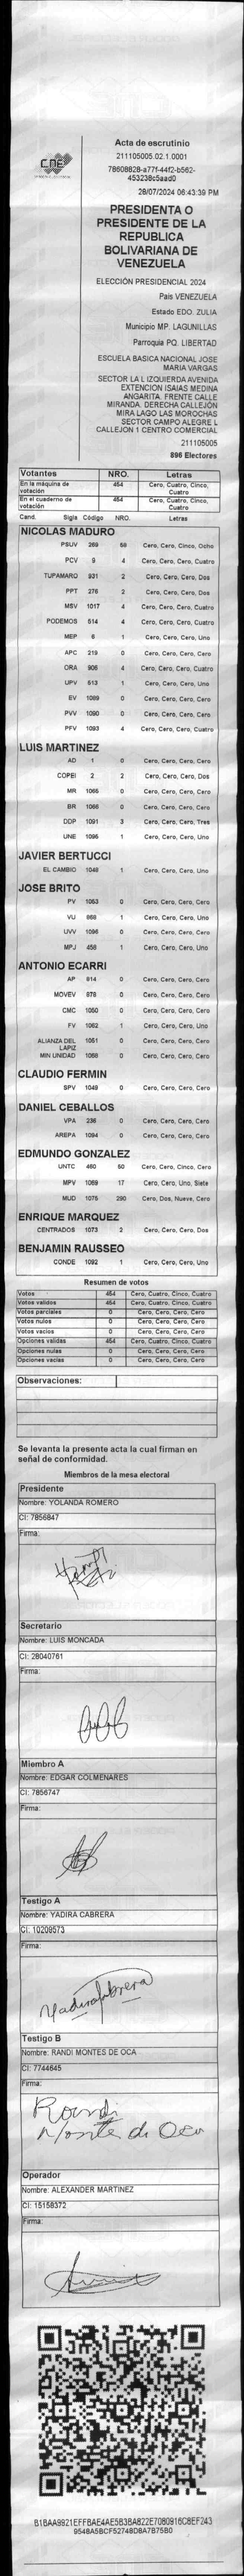 CNE
Acta de escrutinio
211105005.02.1.0001
78608828-a77f-44f2-b562-
453238c5aad0
28/07/2024 06:43:39 PM
PRESIDENTA O
PRESIDENTE DE LA
REPUBLICA
BOLIVARIANA DE
VENEZUELA
ELECCIÓN PRESIDENCIAL 2024
País VENEZUELA
Estado EDO. ZULIA
Municipio MP. LAGUNILLAS
Parroquia PQ. LIBERTAD
ESCUELA BASICA NACIONAL JOSE
MARIA VARGAS
SECTOR LA L IZQUIERDA AVENIDA
EXTENCION ISAIAS MEDINA
ANGARITA. FRENTE CALLE
MIRANDA. DERECHA CALLEJÓN
MIRA LAGO LAS MOROCHAS
SECTOR CAMPO ALEGRE L
CALLEJON 1 CENTRO COMERCIAL
211105005
896 Electores
Votantes NRO. Letras
En la máquina de votación 454 Cero, Cuatro, Cinco, Cuatro
En el cuaderno de votación 454 Cero, Cuatro, Cinco, Cuatro
Cand. Sigla Código NRO. Letras
NICOLAS MADURO
PSUV 269 58 Cero, Cero, Cinco, Ocho
PCV 9 4 Cero, Cero, Cero, Cuatro
TUPAMARO 931 2 Cero, Cero, Cero, Dos
PPT 276 2 Cero, Cero, Cero, Dos
MSV 1017 4 Cero, Cero, Cero, Cuatro
PODEMOS 514 4 Cero, Cero, Cero, Cuatro
MEP 6 1 Cero, Cero, Cero, Uno
APC 219 0 Cero, Cero, Cero, Cero
ORA 906 4 Cero, Cero, Cero, Cuatro
UPV 513 1 Cero, Cero, Cero, Uno
EV 1089 0 Cero, Cero, Cero, Cero
PVV 1090 0 Cero, Cero, Cero, Cero
PFV 1093 4 Cero, Cero, Cero, Cuatro
LUIS MARTINEZ
AD 1 0 Cero, Cero, Cero, Cero
COPEI 2 2 Cero, Cero, Cero, Dos
MR 1065 0 Cero, Cero, Cero, Cero
BR 1066 0 Cero, Cero, Cero, Cero
DDP 1091 3 Cero, Cero, Cero, Tres
UNE 1095 1 Cero, Cero, Cero, Uno
JAVIER BERTUCCI
EL CAMBIO 1048 1 Cero, Cero, Cero, Uno
JOSE BRITO
PV 1053 0 Cero, Cero, Cero, Cero
VU 868 1 Cero, Cero, Cero, Uno
UVV 1056 0 Cero, Cero, Cero, Cero
MPJ 458 1 Cero, Cero, Cero, Uno
ANTONIO ECARRI
AP 814 0 Cero, Cero, Cero, Cero
MOVEV 878 0 Cero, Cero, Cero, Cero
CMC 1050 0 Cero, Cero, Cero, Cero
FV 1062 1 Cero, Cero, Cero, Uno
ALIANZA DEL LAPIZ 1051 0 Cero, Cero, Cero, Cero
MIN UNIDAD 1088 0 Cero, Cero, Cero, Cero
CLAUDIO FERMIN
SPV 1049 0 Cero, Cero, Cero, Cero
DANIEL CEBALLOS
VPA 236 0 Cero, Cero, Cero, Cero
AREPA 1094 0 Cero, Cero, Cero, Cero
EDMUNDO GONZALEZ
UNTC 460 50 Cero, Cero, Cinco, Cero
MPV 1069 17 Cero, Cero, Uno, Siete
MUD 1075 290 Cero, Dos, Nueve, Cero
ENRIQUE MARQUEZ
CENTRADOS 1073 2 Cero, Cero, Cero, Dos
BENJAMIN RAUSSEO
CONDE 1092 1 Cero, Cero, Cero, Uno
Resumen de votos
Votos 454 Cero, Cuatro, Cinco, Cuatro
Votos validos 454 Cero, Cuatro, Cinco, Cuatro
Votos parciales 0 Cero, Cero, Cero, Cero
Votos nulos 0 Cero, Cero, Cero, Cero
Votos vacios 0 Cero, Cero, Cero, Cero
Opciones validas 454 Cero, Cuatro, Cinco, Cuatro
Opciones nulas 0 Cero, Cero, Cero, Cero
Opciones vacias 0 Cero, Cero, Cero, Cero
Observaciones:
Se levanta la presente acta la cual firman en
señal de conformidad.
Miembros de la mesa electoral
Presidente
Nombre: YOLANDA ROMERO
CI: 7856847
Firma:
Secretario
Nombre: LUIS MONCADA
CI: 28040761
Firma:
Miembro A
Nombre: EDGAR COLMENARES
CI: 7856747
Firma:
Testigo A
Nombre: YADIRA CABRERA
CI: 10209573
Firma:
Yadira Cabrera
Testigo B
Nombre: RANDI MONTES DE OCA
CI: 7744645
Firma:
Randi
Monte de Oca
Operador
Nombre: ALEXANDER MARTINEZ
CI: 15158372
Firma:
B1BAA9921EFFBAE4AE5B3BA822E7080916C8EF243
9548A5BCF52748D8A7B75B0